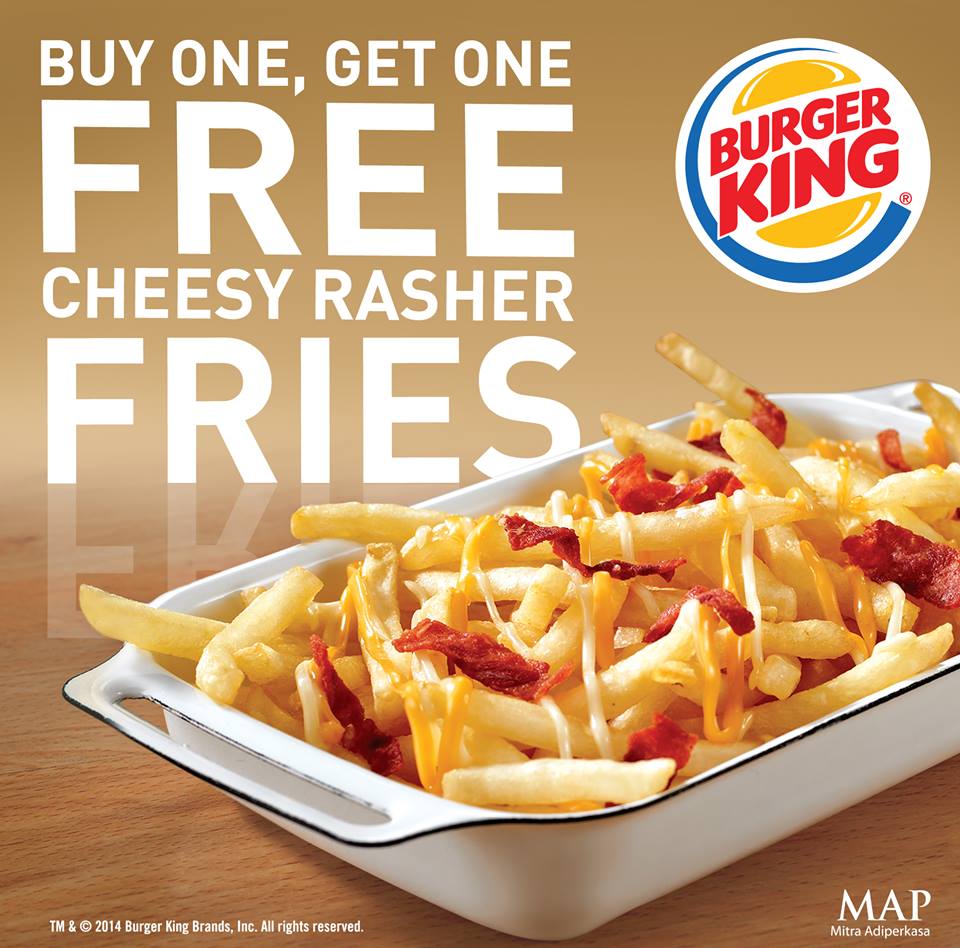 BUY ONE, GET ONE
FREE
CHEESY RASHER
FRIES
BURGER
KING
®
TM & © 2014 Burger King Brands, Inc. All rights reserved.
MAP
Mitra Adiperkasa